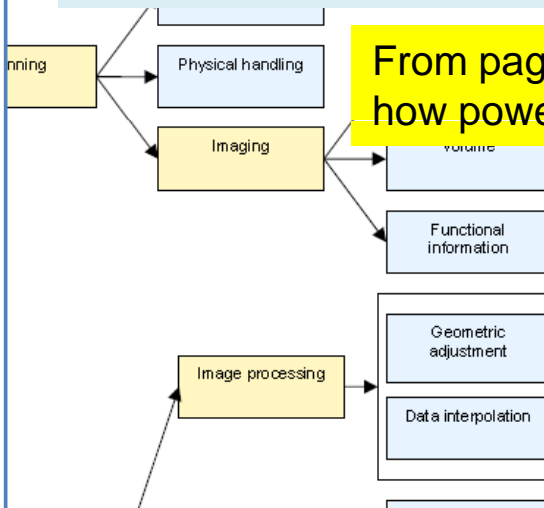 nning
Physical handling
From pag
how powe
Imaging
volume
Functional
information
Geometric
adjustment
Image processing
Data interpolation